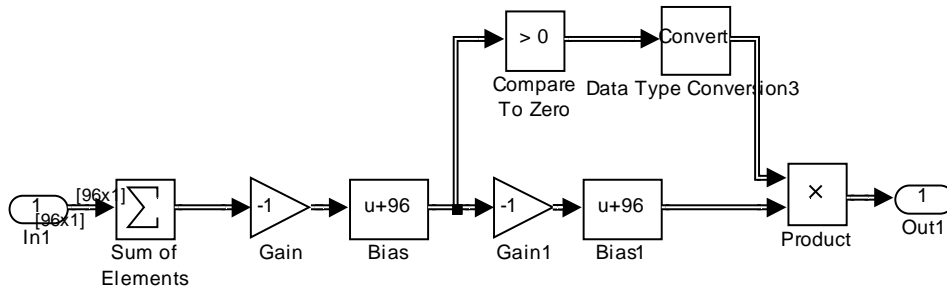 > 0
Compare
To Zero
Convert
Data Type Conversion3
1
[96x1]
[96x1]
In1
Sum of
Elements
-1
Gain
u+96
Bias
-1
Gain1
u+96
Bias1
×
Product
1
Out1